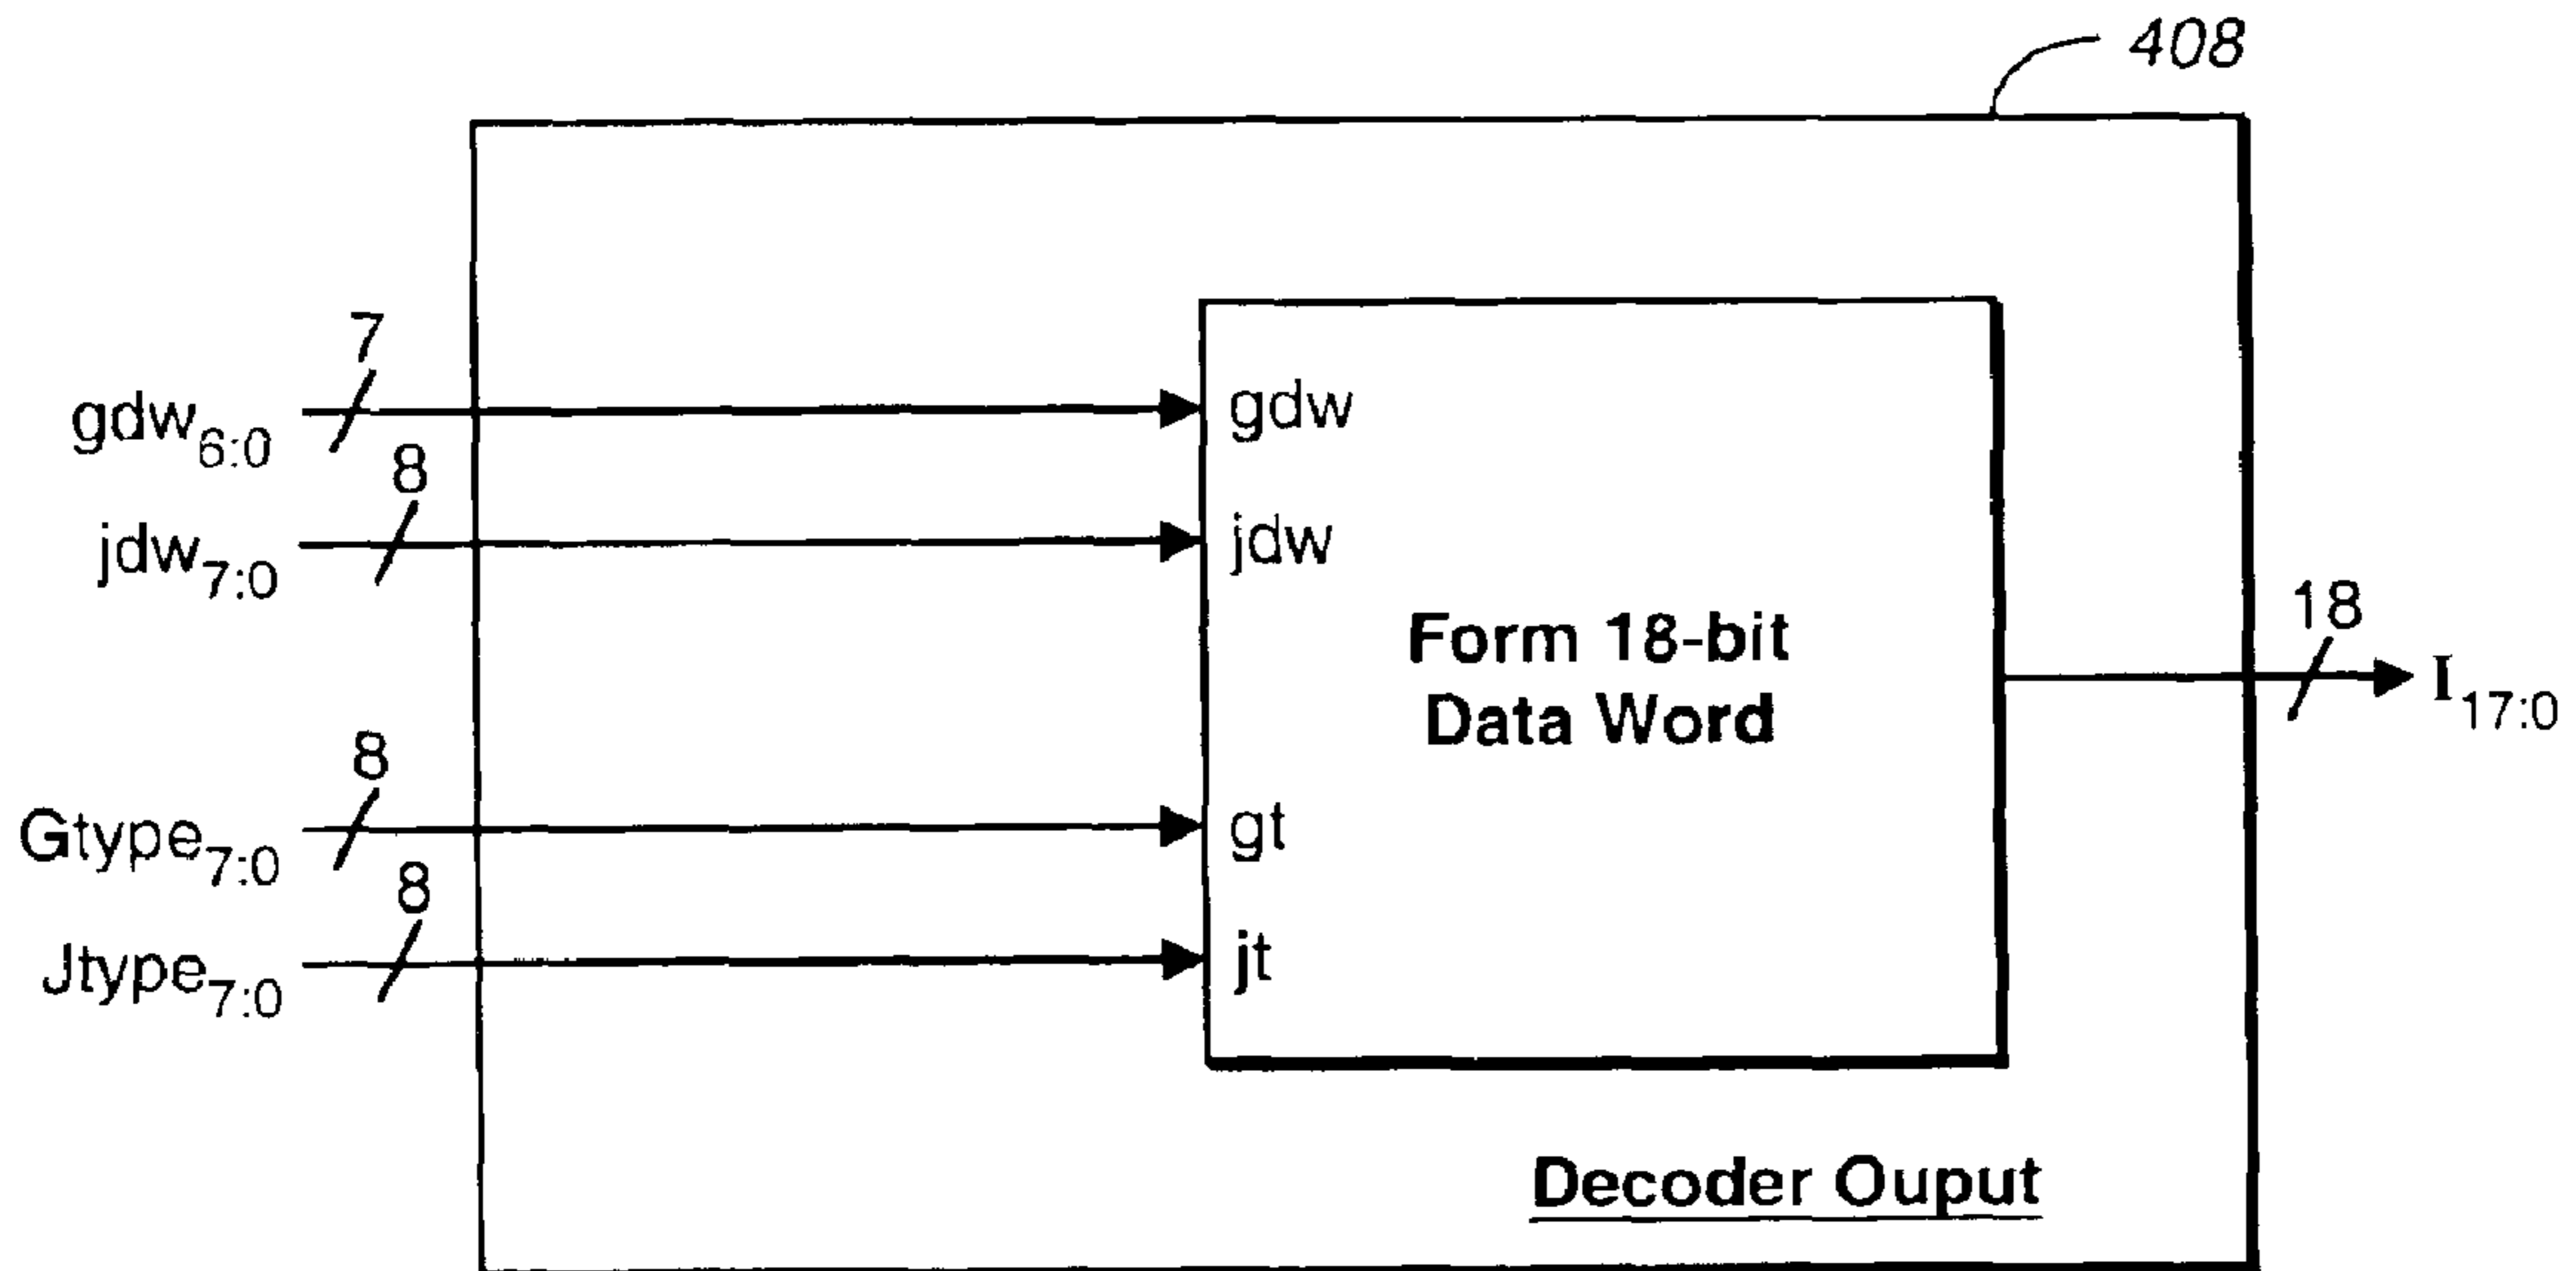 408
7
gdw6:0
gdw
8
jdw7:0
jdw
Form 18-bit
Data Word
18
I17:0
8
Gtype7:0
gt
8
Jtype7:0
jt
Decoder Ouput